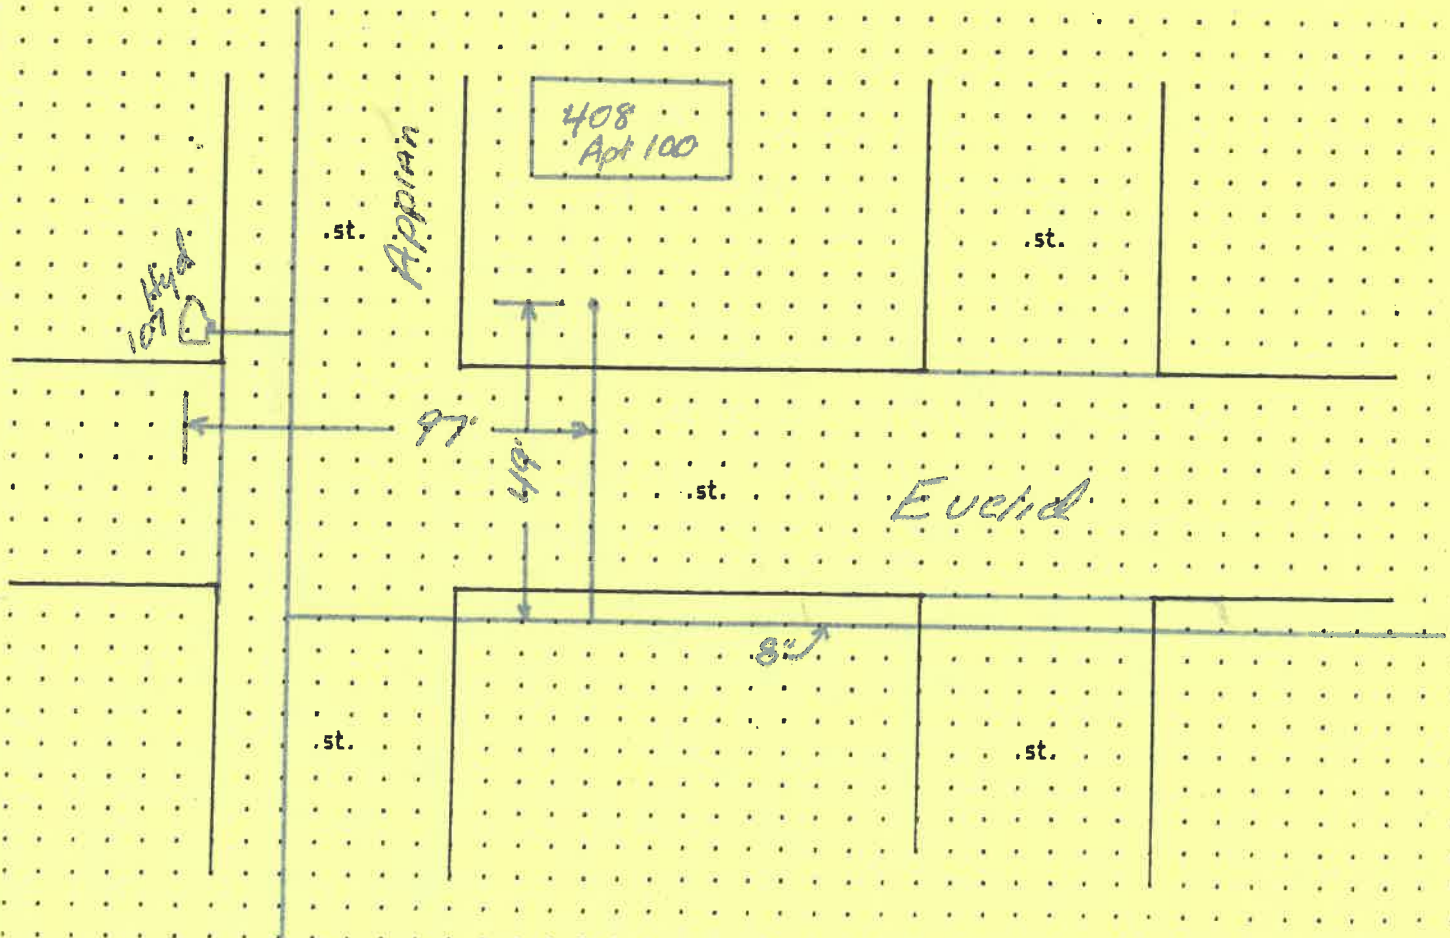 408
Apt 100
Appian
.st.
.st.
107 Hyd
97'
49'
.st.
Euclid
8"
.st.
.st.